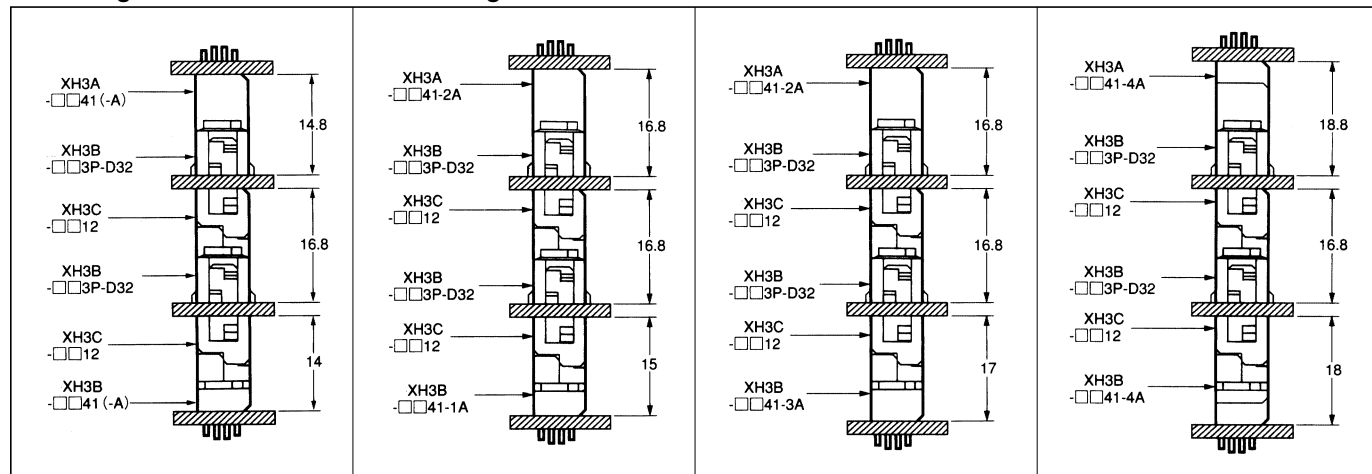 XH3A
-□□41 (-A)
14.8
XH3B
-□□3P-D32
XH3C
-□□12
16.8
XH3B
-□□3P-D32
XH3C
-□□12
14
XH3B
-□□41 (-A)
XH3A
-□□41-2A
16.8
XH3B
-□□3P-D32
XH3C
-□□12
16.8
XH3B
-□□3P-D32
XH3C
-□□12
15
XH3B
-□□41-1A
XH3A
-□□41-2A
16.8
XH3B
-□□3P-D32
XH3C
-□□12
16.8
XH3B
-□□3P-D32
XH3C
-□□12
17
XH3B
-□□41-3A
XH3A
-□□41-4A
18.8
XH3B
-□□3P-D32
XH3C
-□□12
16.8
XH3B
-□□3P-D32
XH3C
-□□12
18
XH3B
-□□41-4A